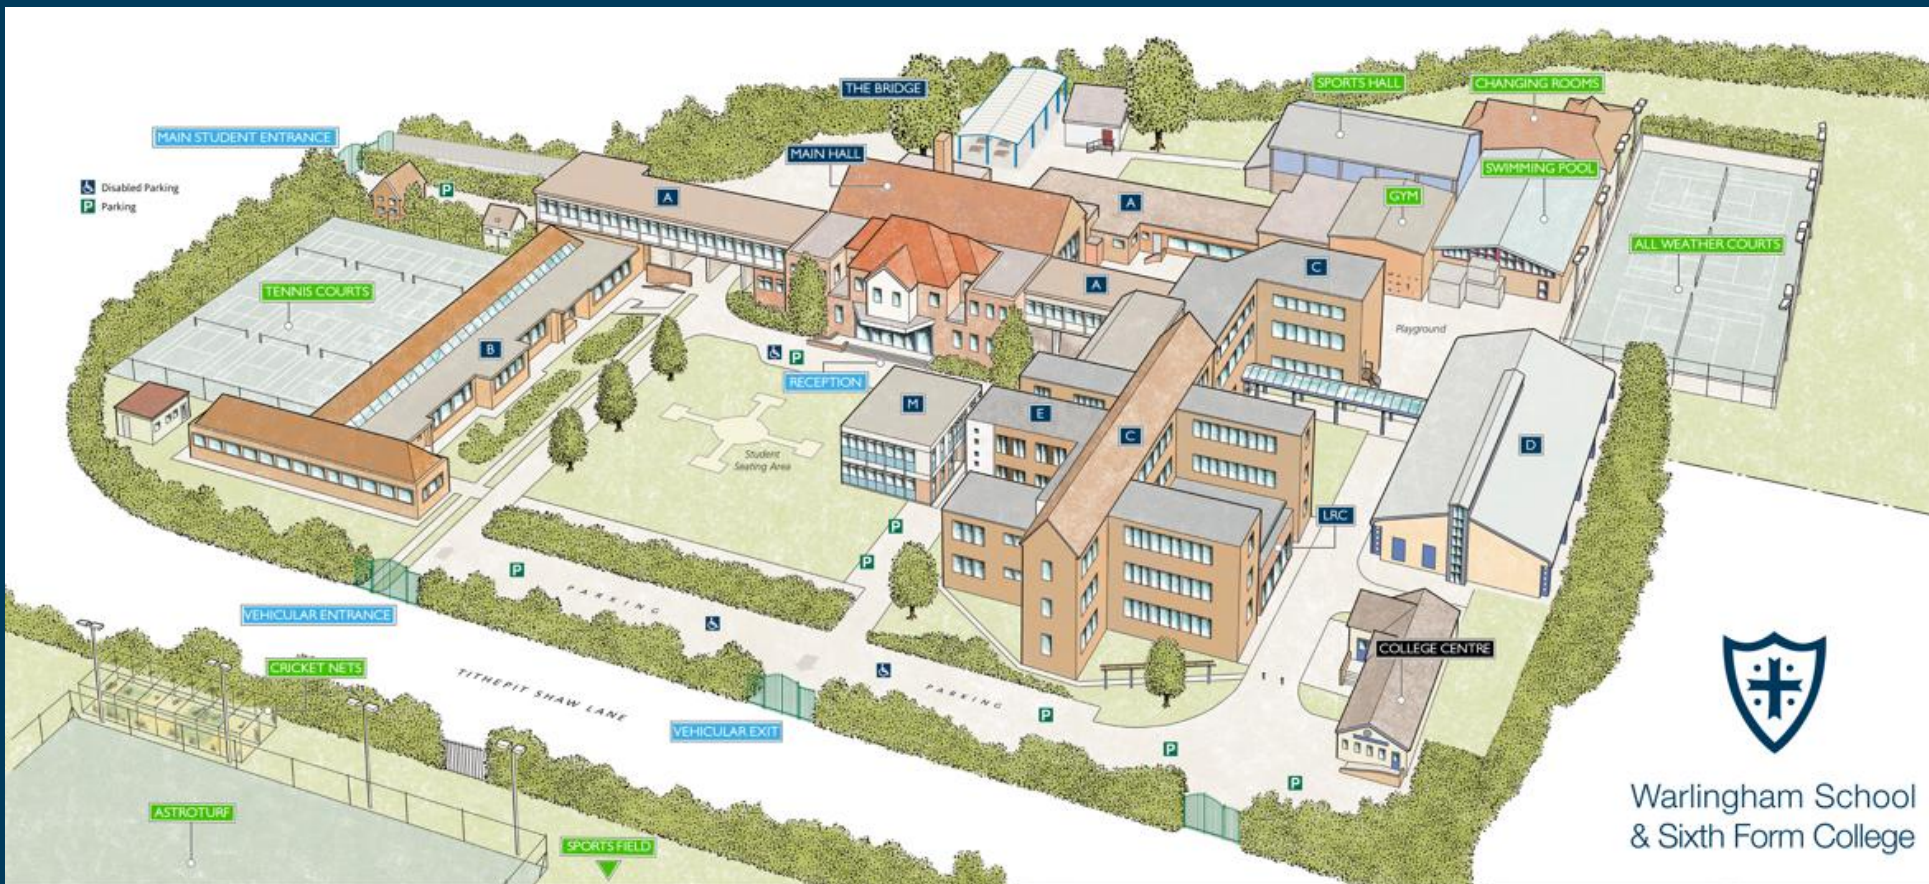 THE BRIDGE
SPORTS HALL
CHANGING ROOMS
MAIN STUDENT ENTRANCE
MAIN HALL
SWIMMING POOL
Disabled Parking
P Parking
P
A
A
GYM
ALL WEATHER COURTS
C
A
TENNIS COURTS
Playground
B
P
RECEPTION
M
E
C
D
Student
Seating Area
LRC
P
P
P
PARKING
VEHICULAR ENTRANCE
COLLEGE CENTRE
CRICKET NETS
TITHEPIT SHAW LANE
PARKING
P
VEHICULAR EXIT
P
P
ASTROTURF
SPORTS FIELD
Warlingham School
& Sixth Form College